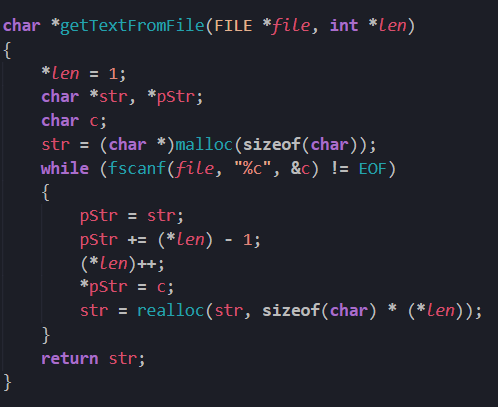 char *getTextFromFile(FILE *file, int *len)
{
    *len = 1;
    char *str, *pStr;
    char c;
    str = (char *)malloc(sizeof(char));
    while (fscanf(file, "%c", &c) != EOF)
    {
        pStr = str;
        pStr += (*len) - 1;
        (*len)++;
        *pStr = c;
        str = realloc(str, sizeof(char) * (*len));
    }
    return str;
}